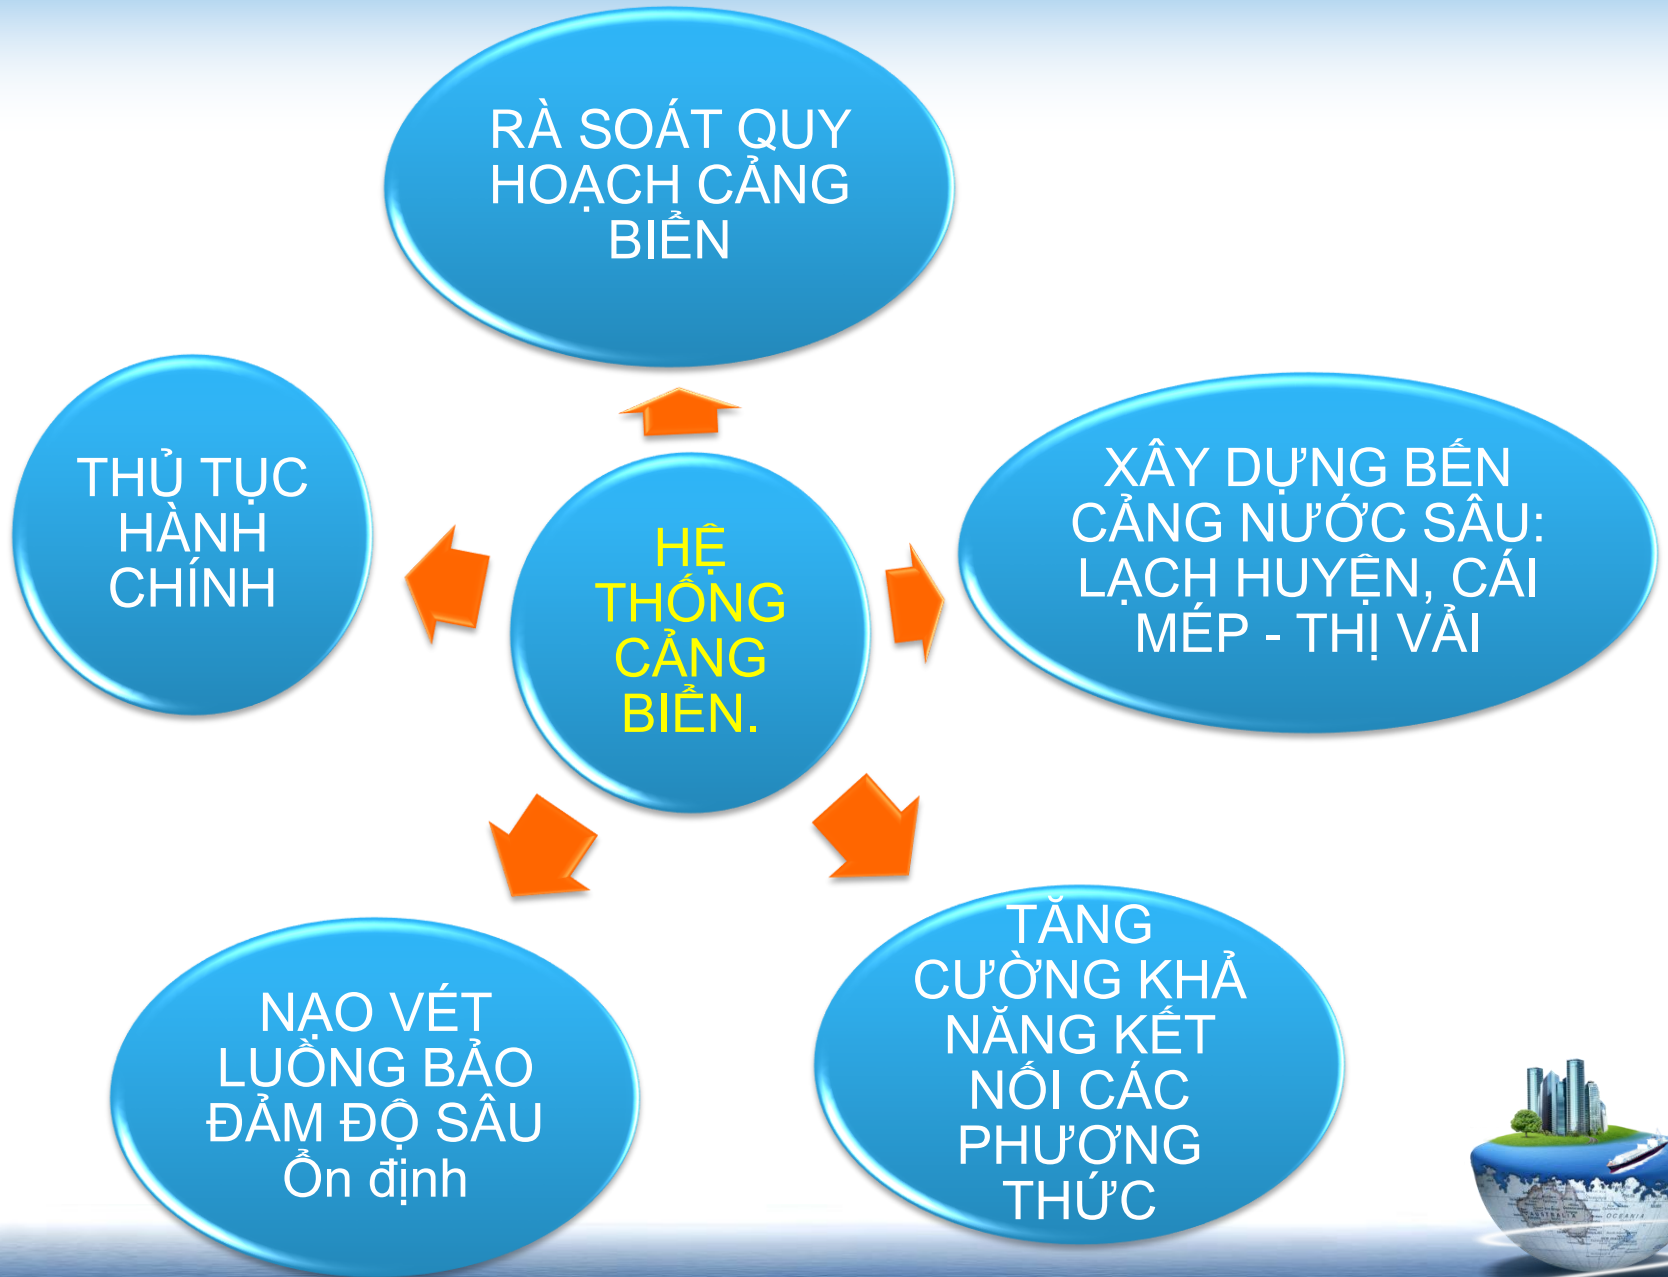 RÀ SOÁT QUY
HOẠCH CẢNG
BIỂN
THỦ TỤC
HÀNH
CHÍNH
HỆ
THỐNG
CẢNG
BIỂN.
XÂY DỰNG BẾN
CẢNG NƯỚC SÂU:
LẠCH HUYỆN, CÁI
MÉP - THỊ VẢI
NẠO VÉT
LUỒNG BẢO
ĐẢM ĐỘ SÂU
Ổn định
TĂNG
CƯỜNG KHẢ
NĂNG KẾT
NỐI CÁC
PHƯƠNG
THỨC
AUSTRALIA
OCEANIA